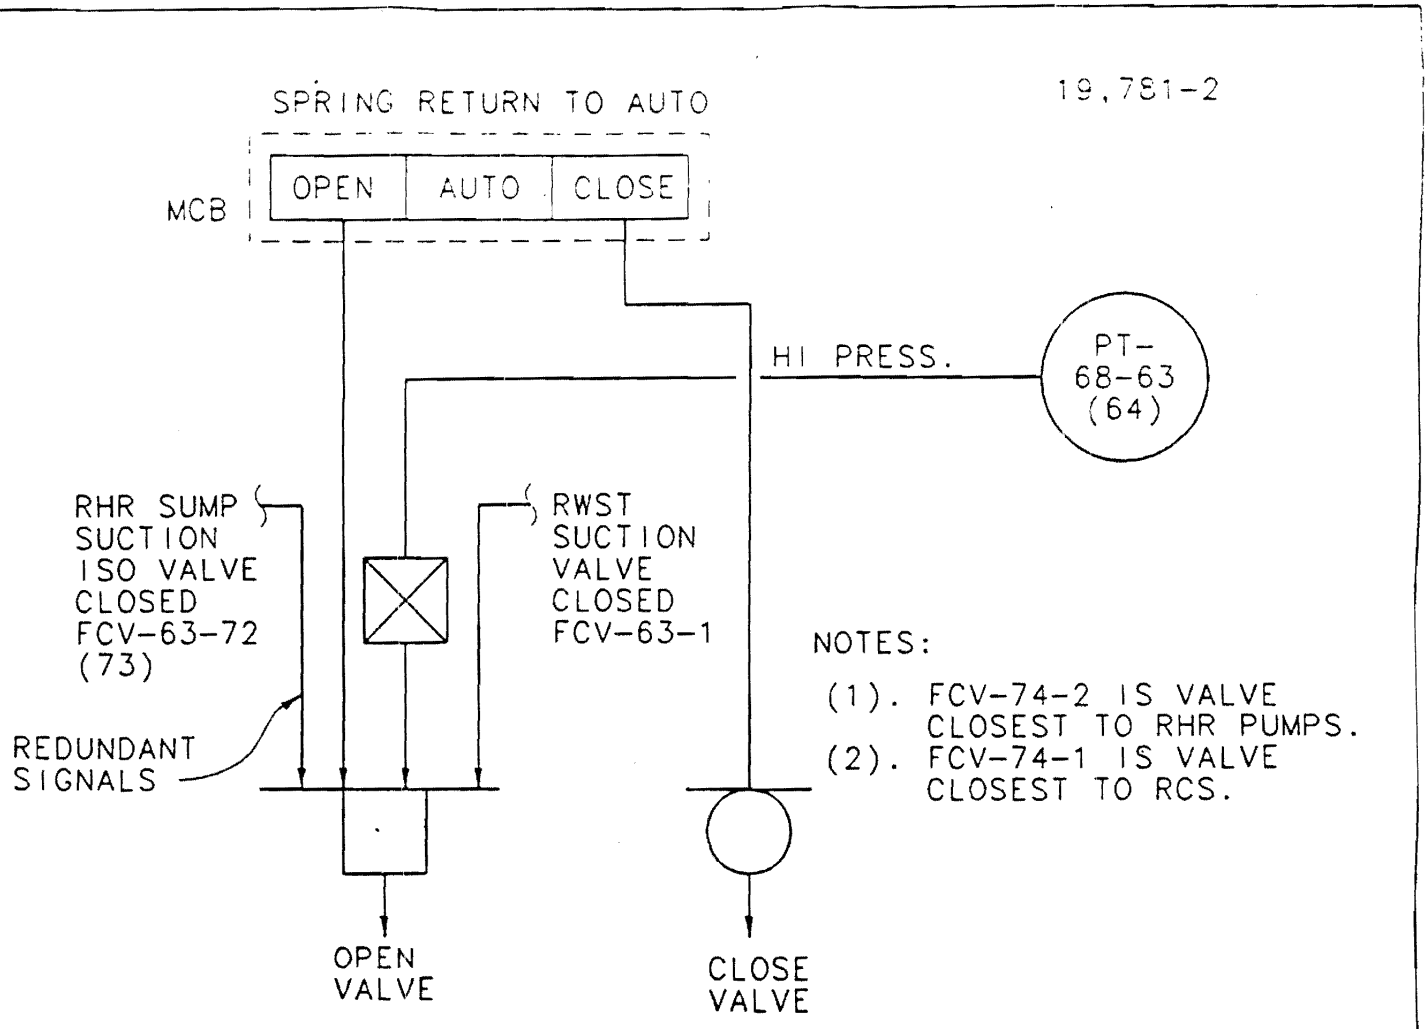 19,781-2
SPRING RETURN TO AUTO
OPEN AUTO CLOSE
MCB
HI PRESS.
PT-
68-63
(64)
RHR SUMP
SUCTION
ISO VALVE
CLOSED
FCV-63-72
(73)
RWST
SUCTION
VALVE
CLOSED
FCV-63-1
REDUNDANT
SIGNALS
NOTES:
(1). FCV-74-2 IS VALVE
CLOSEST TO RHR PUMPS.
(2). FCV-74-1 IS VALVE
CLOSEST TO RCS.
OPEN
VALVE
CLOSE
VALVE